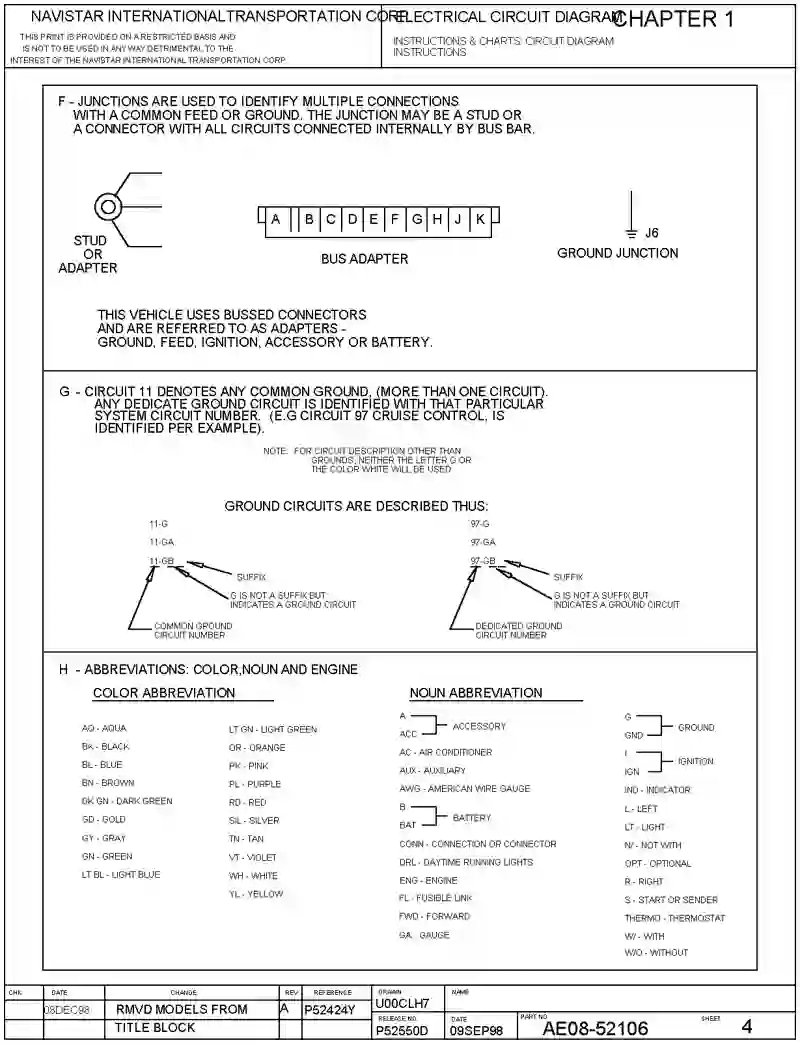 NAVISTAR INTERNATIONAL TRANSPORTATION CORP.
THIS PRINT IS PROVIDED ON A RESTRICTED BASIS AND
IS NOT TO BE USED IN ANY WAY DETRIMENTAL TO THE
INTEREST OF THE NAVISTAR INTERNATIONAL TRANSPORTATION CORP.
ELECTRICAL CIRCUIT DIAGRAM
CHAPTER 1
INSTRUCTIONS & CHARTS: CIRCUIT DIAGRAM
INSTRUCTIONS
F - JUNCTIONS ARE USED TO IDENTIFY MULTIPLE CONNECTIONS
WITH A COMMON FEED OR GROUND. THE JUNCTION MAY BE A STUD OR
A CONNECTOR WITH ALL CIRCUITS CONNECTED INTERNALLY BY BUS BAR.
STUD
OR
ADAPTER
A B C D E F G H J K
BUS ADAPTER
J6
GROUND JUNCTION
THIS VEHICLE USES BUSSED CONNECTORS
AND ARE REFERRED TO AS ADAPTERS -
GROUND, FEED, IGNITION, ACCESSORY OR BATTERY.
G - CIRCUIT 11 DENOTES ANY COMMON GROUND, (MORE THAN ONE CIRCUIT).
ANY DEDICATE GROUND CIRCUIT IS IDENTIFIED WITH THAT PARTICULAR
SYSTEM CIRCUIT NUMBER. (E.G CIRCUIT 97 CRUISE CONTROL, IS
IDENTIFIED PER EXAMPLE).
NOTE: FOR CIRCUIT DESCRIPTION OTHER THAN
GROUNDS, NEITHER THE LETTER G OR
THE COLOR WHITE WILL BE USED
GROUND CIRCUITS ARE DESCRIBED THUS:
11-G
11-GA
11-GB
SUFFIX
G IS NOT A SUFFIX BUT
INDICATES A GROUND CIRCUIT
COMMON GROUND
CIRCUIT NUMBER
97-G
97-GA
97-GB
SUFFIX
G IS NOT A SUFFIX BUT
INDICATES A GROUND CIRCUIT
DEDICATED GROUND
CIRCUIT NUMBER
H - ABBREVIATIONS: COLOR,NOUN AND ENGINE
COLOR ABBREVIATION
AQ - AQUA
BK - BLACK
BL - BLUE
BN - BROWN
DK GN - DARK GREEN
GD - GOLD
GY - GRAY
GN - GREEN
LT BL - LIGHT BLUE
LT GN - LIGHT GREEN
OR - ORANGE
PK - PINK
PL - PURPLE
RD - RED
SIL - SILVER
TN - TAN
VT - VIOLET
WH - WHITE
YL - YELLOW
NOUN ABBREVIATION
A
ACC
ACCESSORY
AC - AIR CONDITIONER
AUX - AUXILIARY
AWG - AMERICAN WIRE GAUGE
B
BAT
BATTERY
CONN - CONNECTION OR CONNECTOR
DRL - DAYTIME RUNNING LIGHTS
ENG - ENGINE
FL - FUSIBLE LINK
FWD - FORWARD
GA - GAUGE
G
GND
GROUND
I
IGN
IGNITION
IND - INDICATOR
L - LEFT
LT - LIGHT
N/ - NOT WITH
OPT - OPTIONAL
R - RIGHT
S - START OR SENDER
THERMO - THERMOSTAT
W/ - WITH
W/O - WITHOUT
CHK DATE CHANGE REV REFERENCE
08DEC98 RMVD MODELS FROM A P52424Y
TITLE BLOCK
DRAWN
U00CLH7
NAME
RELEASE NO.
P52550D
DATE
09SEP98
PART NO
AE08-52106
SHEET
4